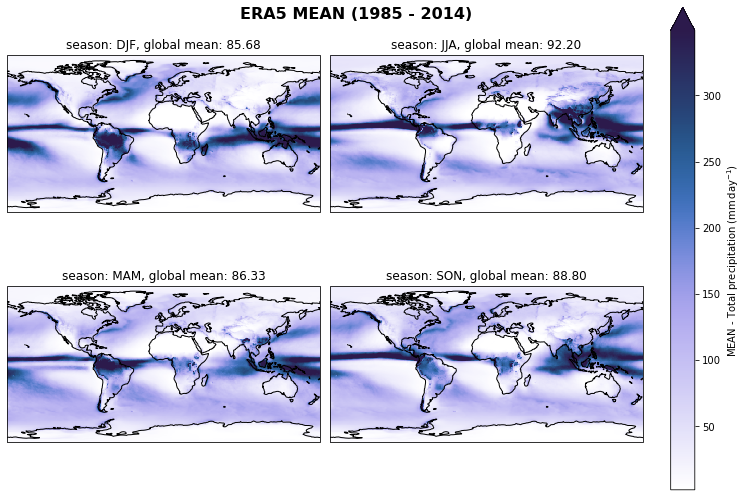 ERA5 MEAN (1985 - 2014)
season: DJF, global mean: 85.68
season: JJA, global mean: 92.20
season: MAM, global mean: 86.33
season: SON, global mean: 88.80
300
250
200
150
100
50
MEAN - Total precipitation (mm day⁻¹)